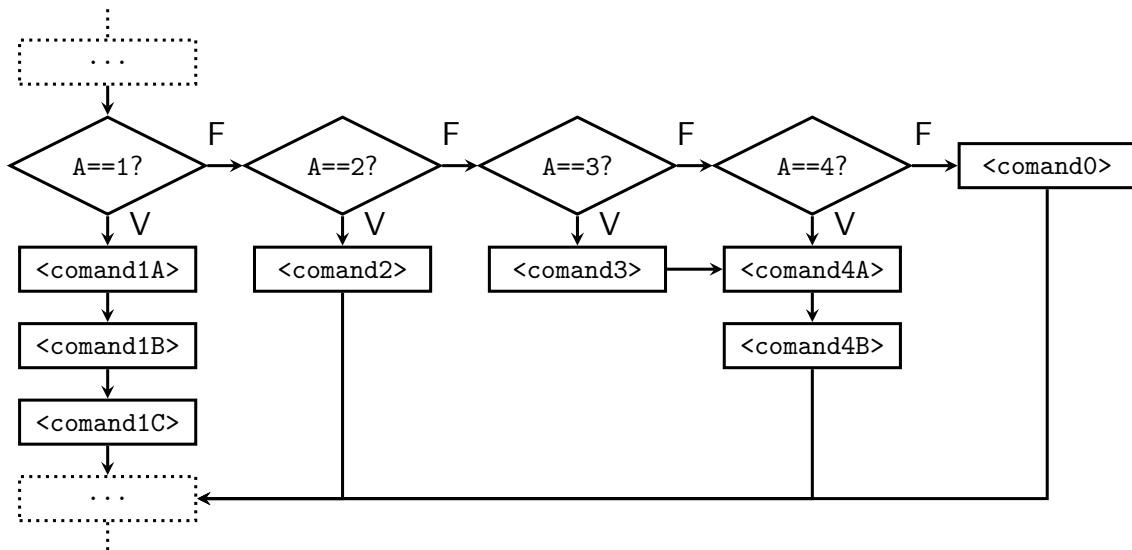 ...
F
F
F
F
A==1?
A==2?
A==3?
A==4?
<comand0>
V
V
V
V
<comand1A>
<comand2>
<comand3>
<comand4A>
<comand1B>
<comand4B>
<comand1C>
...